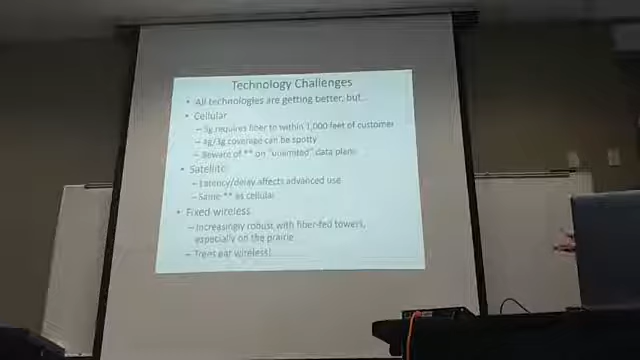 Technology Challenges
• All technologies are getting better, but…
• Cellular
– 5g requires fiber to within 1,000 feet of customer
– 4g/3g coverage can be spotty
– Beware of ** on "unlimited" data plans
• Satellite
– Latency/delay affects advanced use
– Same ** as cellular
• Fixed wireless
– Increasingly robust with fiber-fed towers,
especially on the prairie
– Trees eat wireless!